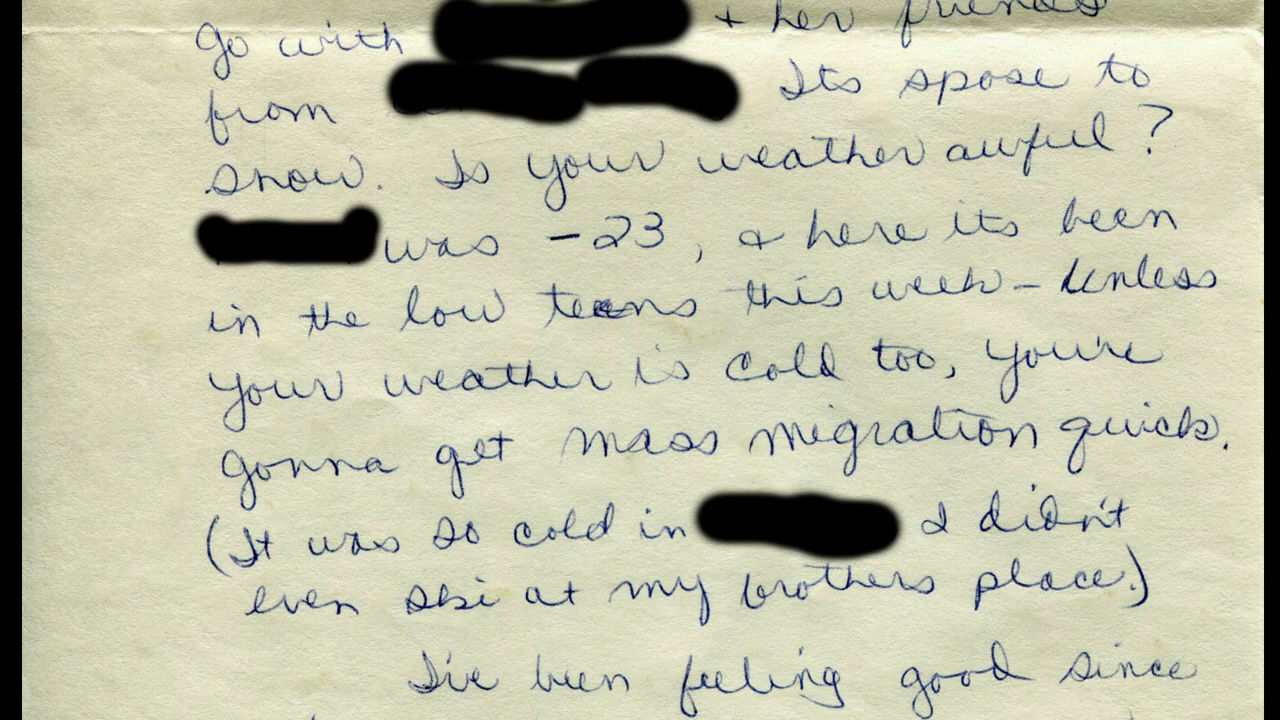 go with + her friends
from Its spose to
snow. Is your weather awful?
was -23, & here its been
in the low teens this week - Unless
your weather is cold too, you're
gonna get mass migration quick.
(It was so cold in I didn't
even ski at my brothers place.)
I've been feeling good since